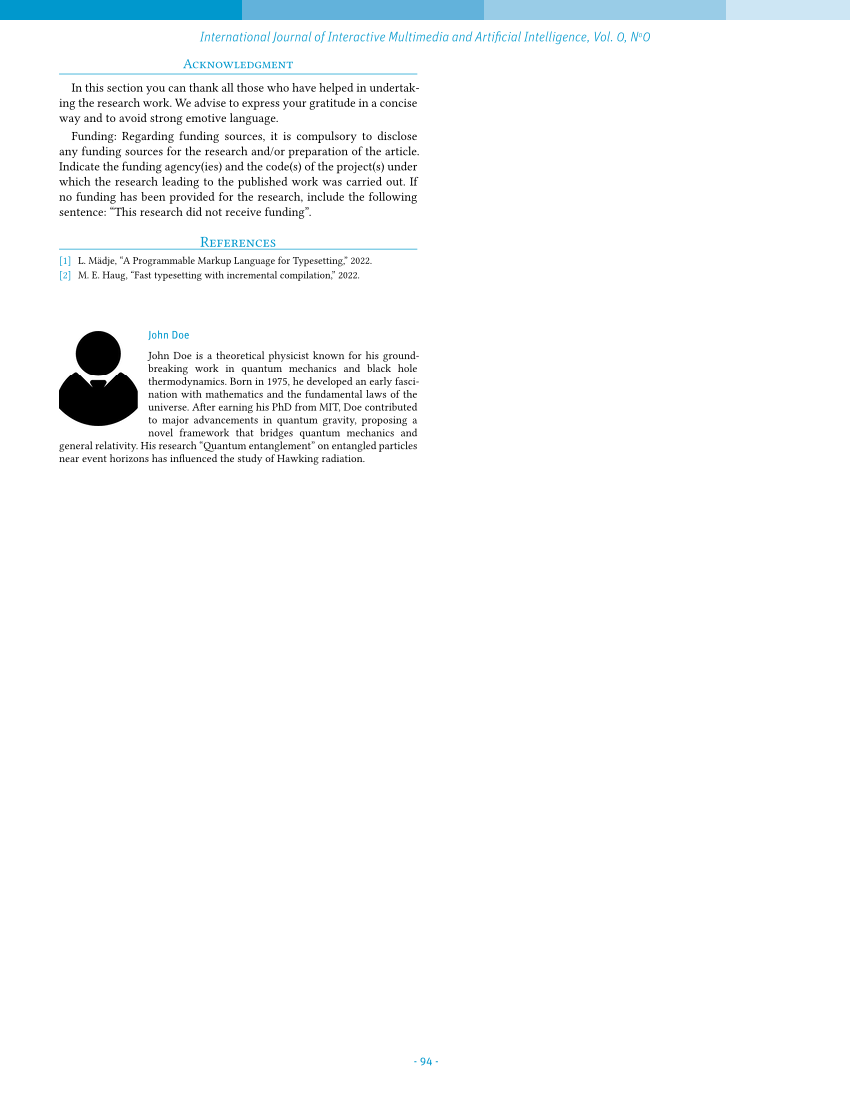 International Journal of Interactive Multimedia and Artificial Intelligence, Vol. 0, Nº0
Acknowledgment
In this section you can thank all those who have helped in undertak-
ing the research work. We advise to express your gratitude in a concise
way and to avoid strong emotive language.
Funding: Regarding funding sources, it is compulsory to disclose
any funding sources for the research and/or preparation of the article.
Indicate the funding agency(ies) and the code(s) of the project(s) under
which the research leading to the published work was carried out. If
no funding has been provided for the research, include the following
sentence: “This research did not receive funding”.
References
[1] L. Mädje, “A Programmable Markup Language for Typesetting,” 2022.
[2] M. E. Haug, “Fast typesetting with incremental compilation,” 2022.
John Doe
John Doe is a theoretical physicist known for his ground-
breaking work in quantum mechanics and black hole
thermodynamics. Born in 1975, he developed an early fasci-
nation with mathematics and the fundamental laws of the
universe. After earning his PhD from MIT, Doe contributed
to major advancements in quantum gravity, proposing a
novel framework that bridges quantum mechanics and
general relativity. His research “Quantum entanglement” on entangled particles
near event horizons has influenced the study of Hawking radiation.
- 94 -